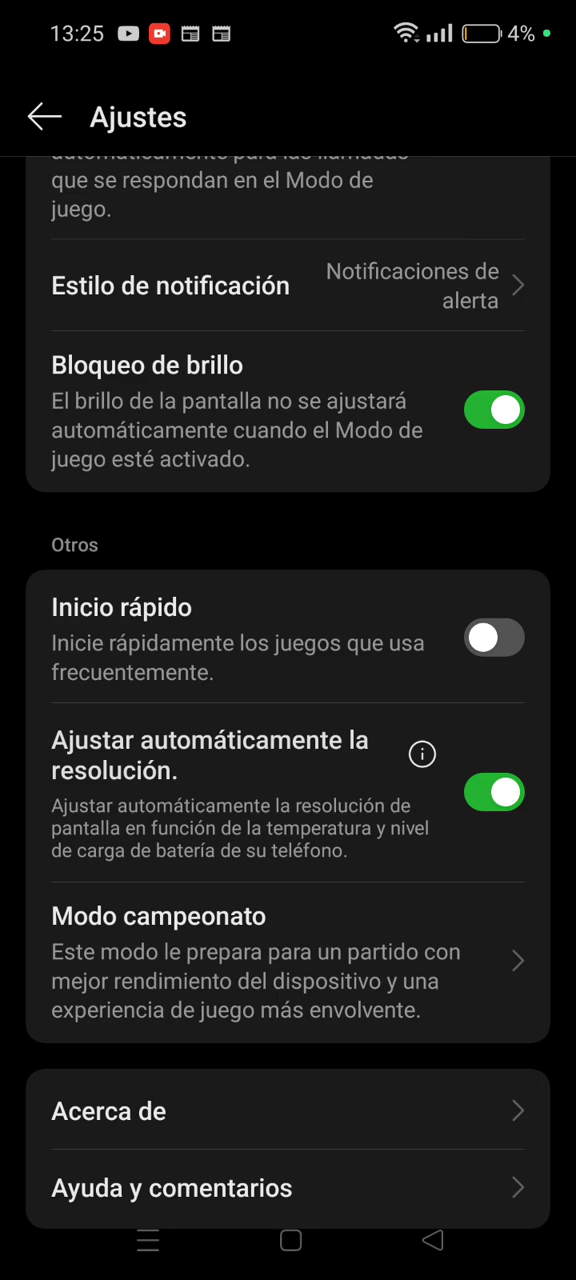 13:25
4%
Ajustes
automáticamente para las llamadas
que se respondan en el Modo de
juego.
Estilo de notificación
Notificaciones de
alerta
Bloqueo de brillo
El brillo de la pantalla no se ajustará
automáticamente cuando el Modo de
juego esté activado.
Otros
Inicio rápido
Inicie rápidamente los juegos que usa
frecuentemente.
Ajustar automáticamente la
resolución.
Ajustar automáticamente la resolución de
pantalla en función de la temperatura y nivel
de carga de batería de su teléfono.
Modo campeonato
Este modo le prepara para un partido con
mejor rendimiento del dispositivo y una
experiencia de juego más envolvente.
Acerca de
Ayuda y comentarios